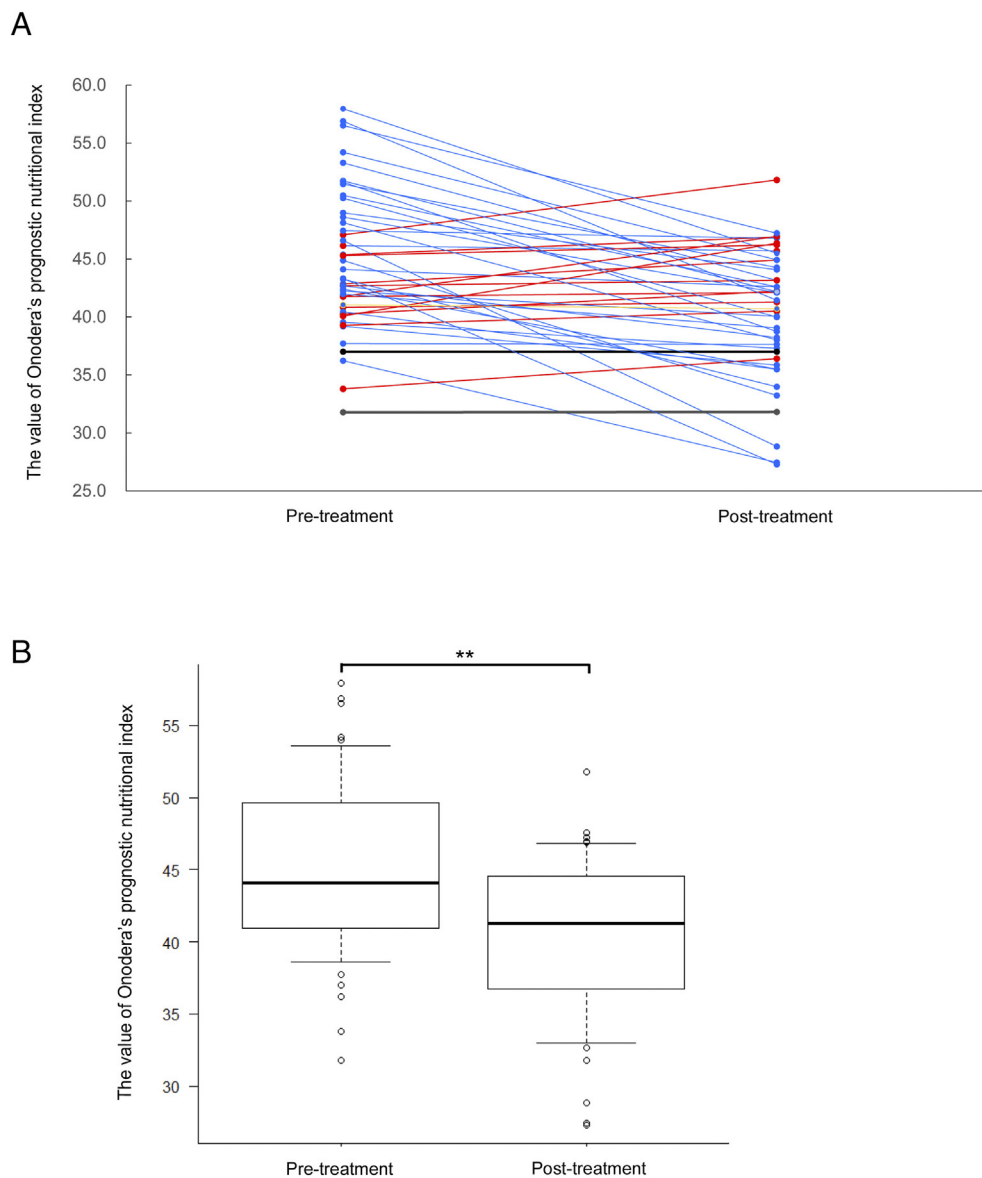 A
The value of Onodera's prognostic nutritional index
60.0
55.0
50.0
45.0
40.0
35.0
30.0
25.0
Pre-treatment
Post-treatment
B
**
The value of Onodera's prognostic nutritional index
55
50
45
40
35
30
Pre-treatment
Post-treatment